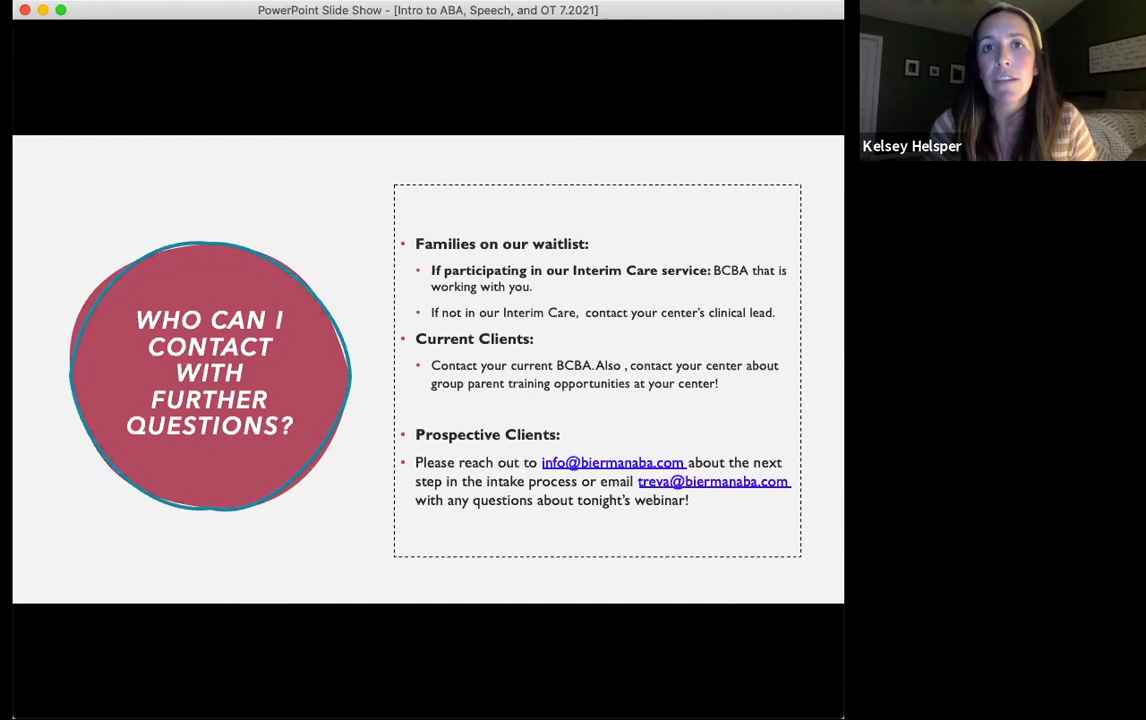 PowerPoint Slide Show - [Intro to ABA, Speech, and OT 7.2021]
Kelsey Helsper
WHO CAN I
CONTACT
WITH
FURTHER
QUESTIONS?
• Families on our waitlist:
• If participating in our Interim Care service: BCBA that is
working with you.
• If not in our Interim Care, contact your center's clinical lead.
• Current Clients:
• Contact your current BCBA. Also , contact your center about
group parent training opportunities at your center!
• Prospective Clients:
• Please reach out to info@biermanaba.com about the next
step in the intake process or email treva@biermanaba.com
with any questions about tonight's webinar!